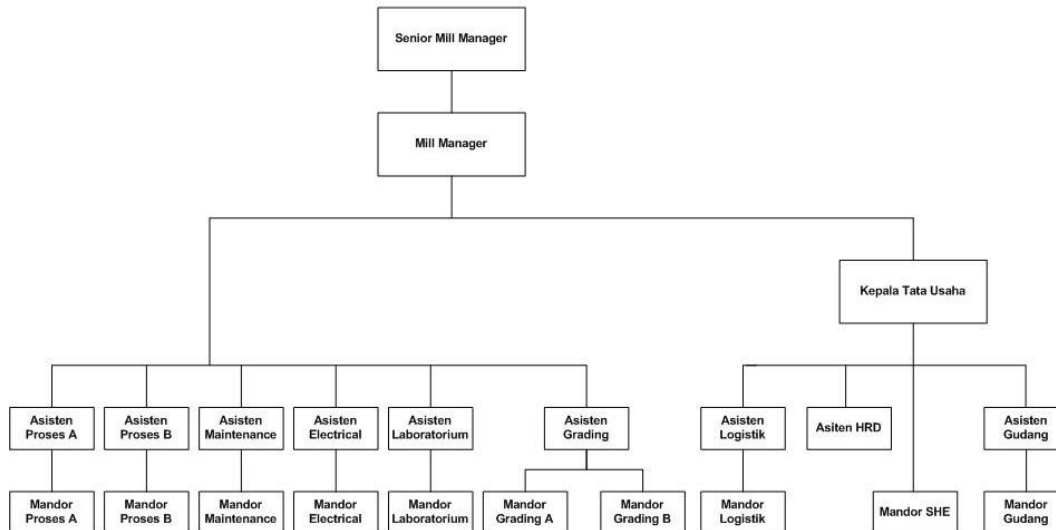 Senior Mill Manager
Mill Manager
Kepala Tata Usaha
Asisten
Proses A
Asisten
Proses B
Asisten
Maintenance
Asisten
Electrical
Asisten
Laboratorium
Asisten
Grading
Asisten
Logistik
Asiten HRD
Asisten
Gudang
Mandor
Proses A
Mandor
Proses B
Mandor
Maintenance
Mandor
Electrical
Mandor
Laboratorium
Mandor
Grading A
Mandor
Grading B
Mandor
Logistik
Mandor SHE
Mandor
Gudang